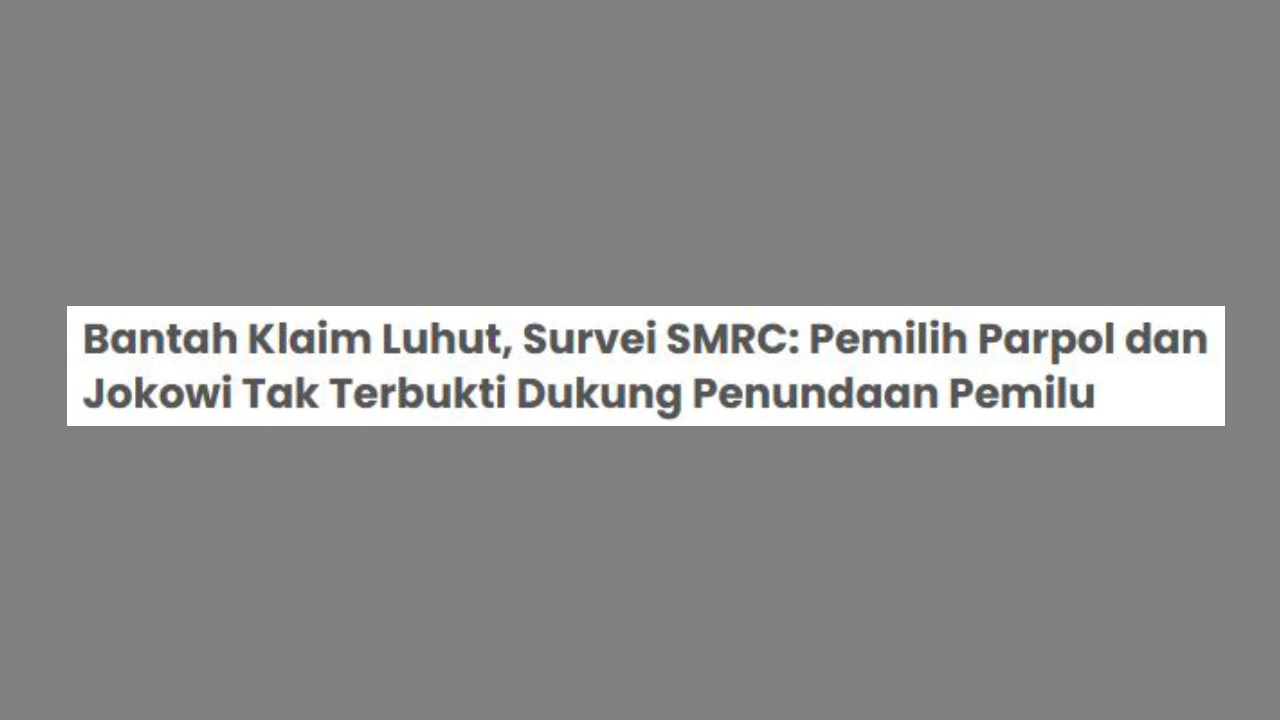 Bantah Klaim Luhut, Survei SMRC: Pemilih Parpol dan
Jokowi Tak Terbukti Dukung Penundaan Pemilu